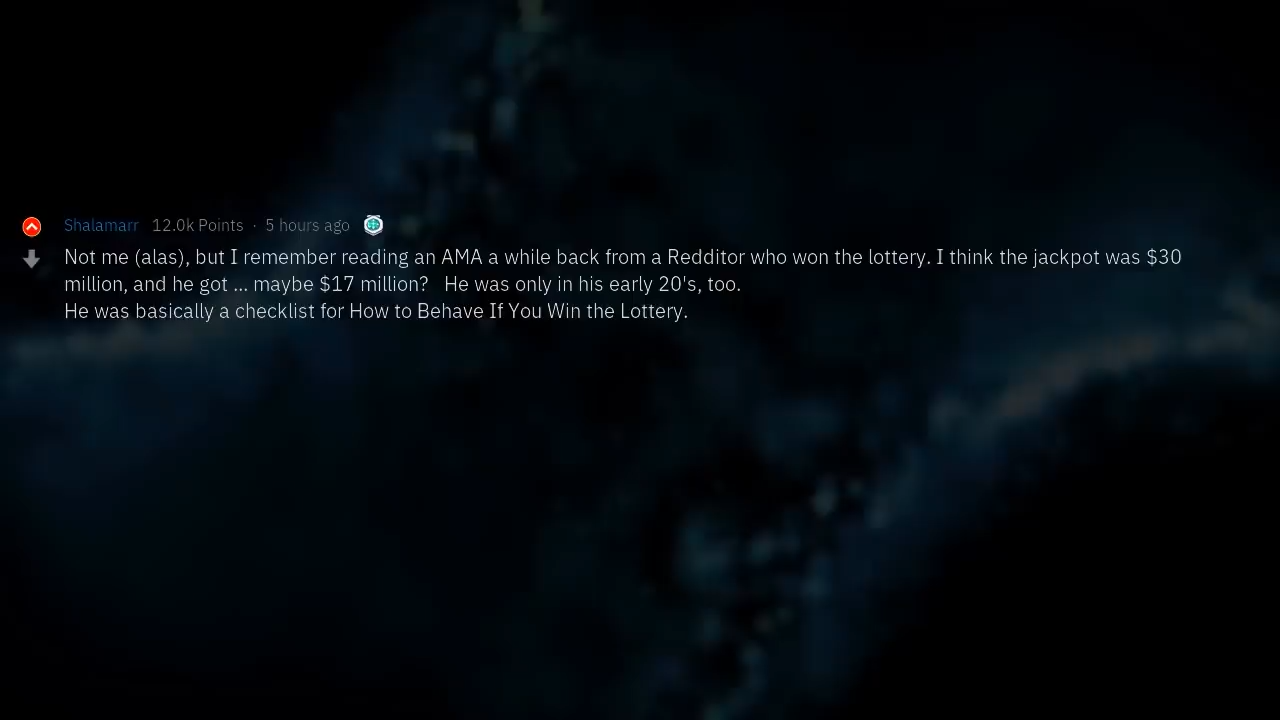 Shalamarr 12.0k Points · 5 hours ago
Not me (alas), but I remember reading an AMA a while back from a Redditor who won the lottery. I think the jackpot was $30
million, and he got ... maybe $17 million? He was only in his early 20's, too.
He was basically a checklist for How to Behave If You Win the Lottery.